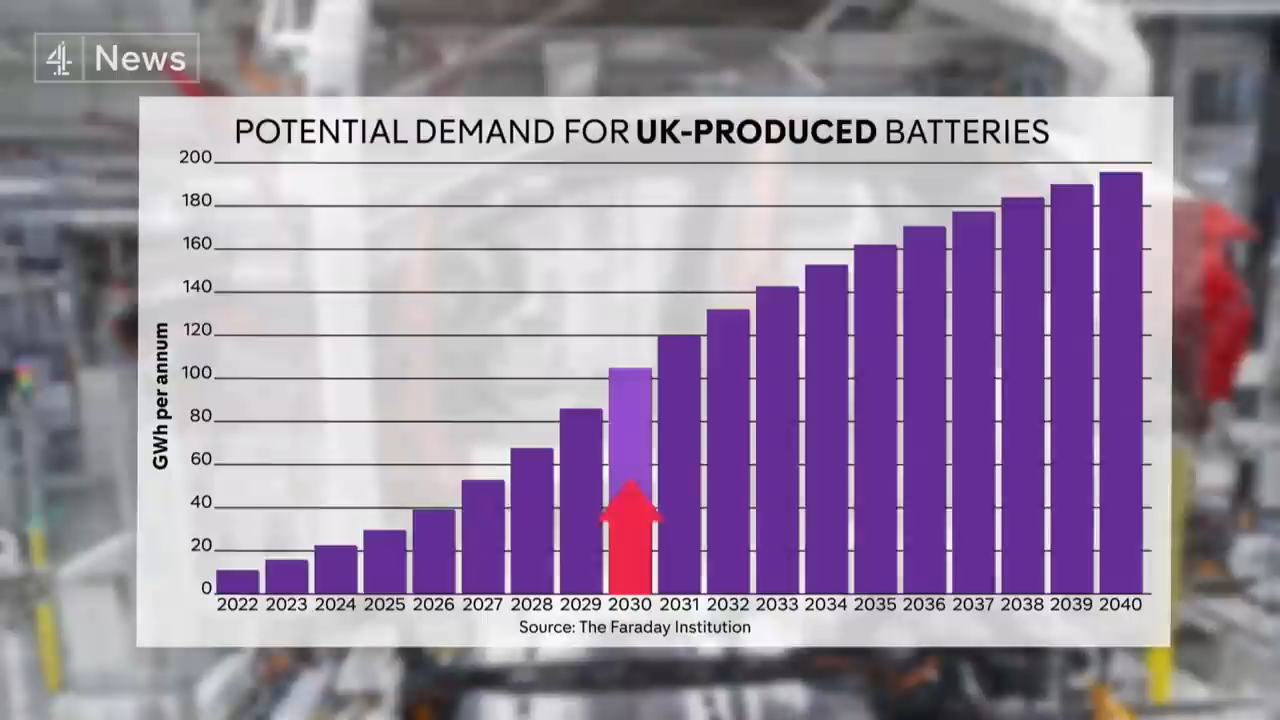 4 News
POTENTIAL DEMAND FOR UK-PRODUCED BATTERIES
GWh per annum
200
180
160
140
120
100
80
60
40
20
0
2022 2023 2024 2025 2026 2027 2028 2029 2030 2031 2032 2033 2034 2035 2036 2037 2038 2039 2040
Source: The Faraday Institution